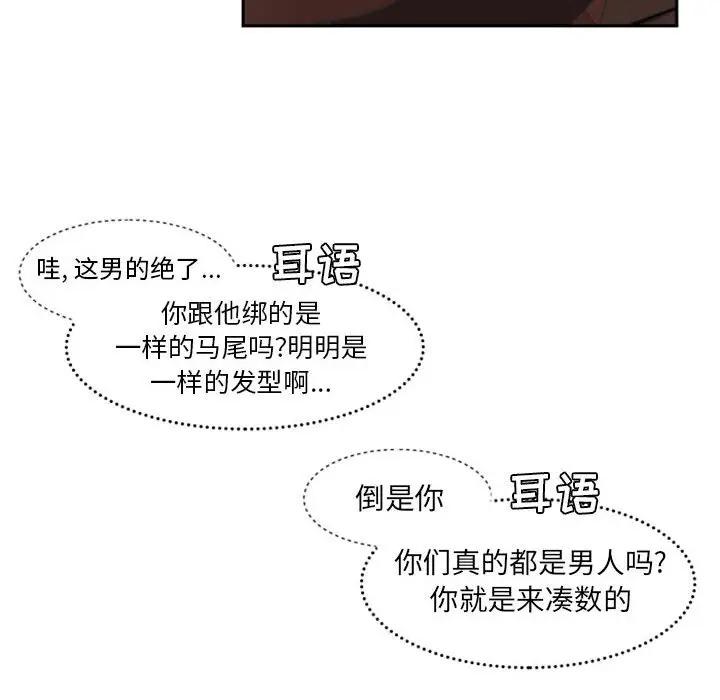 哇,这男的绝了...
耳语
你跟他绑的是
一样的马尾吗?明明是
一样的发型啊...
倒是你
耳语
你们真的都是男人吗?
你就是来凑数的